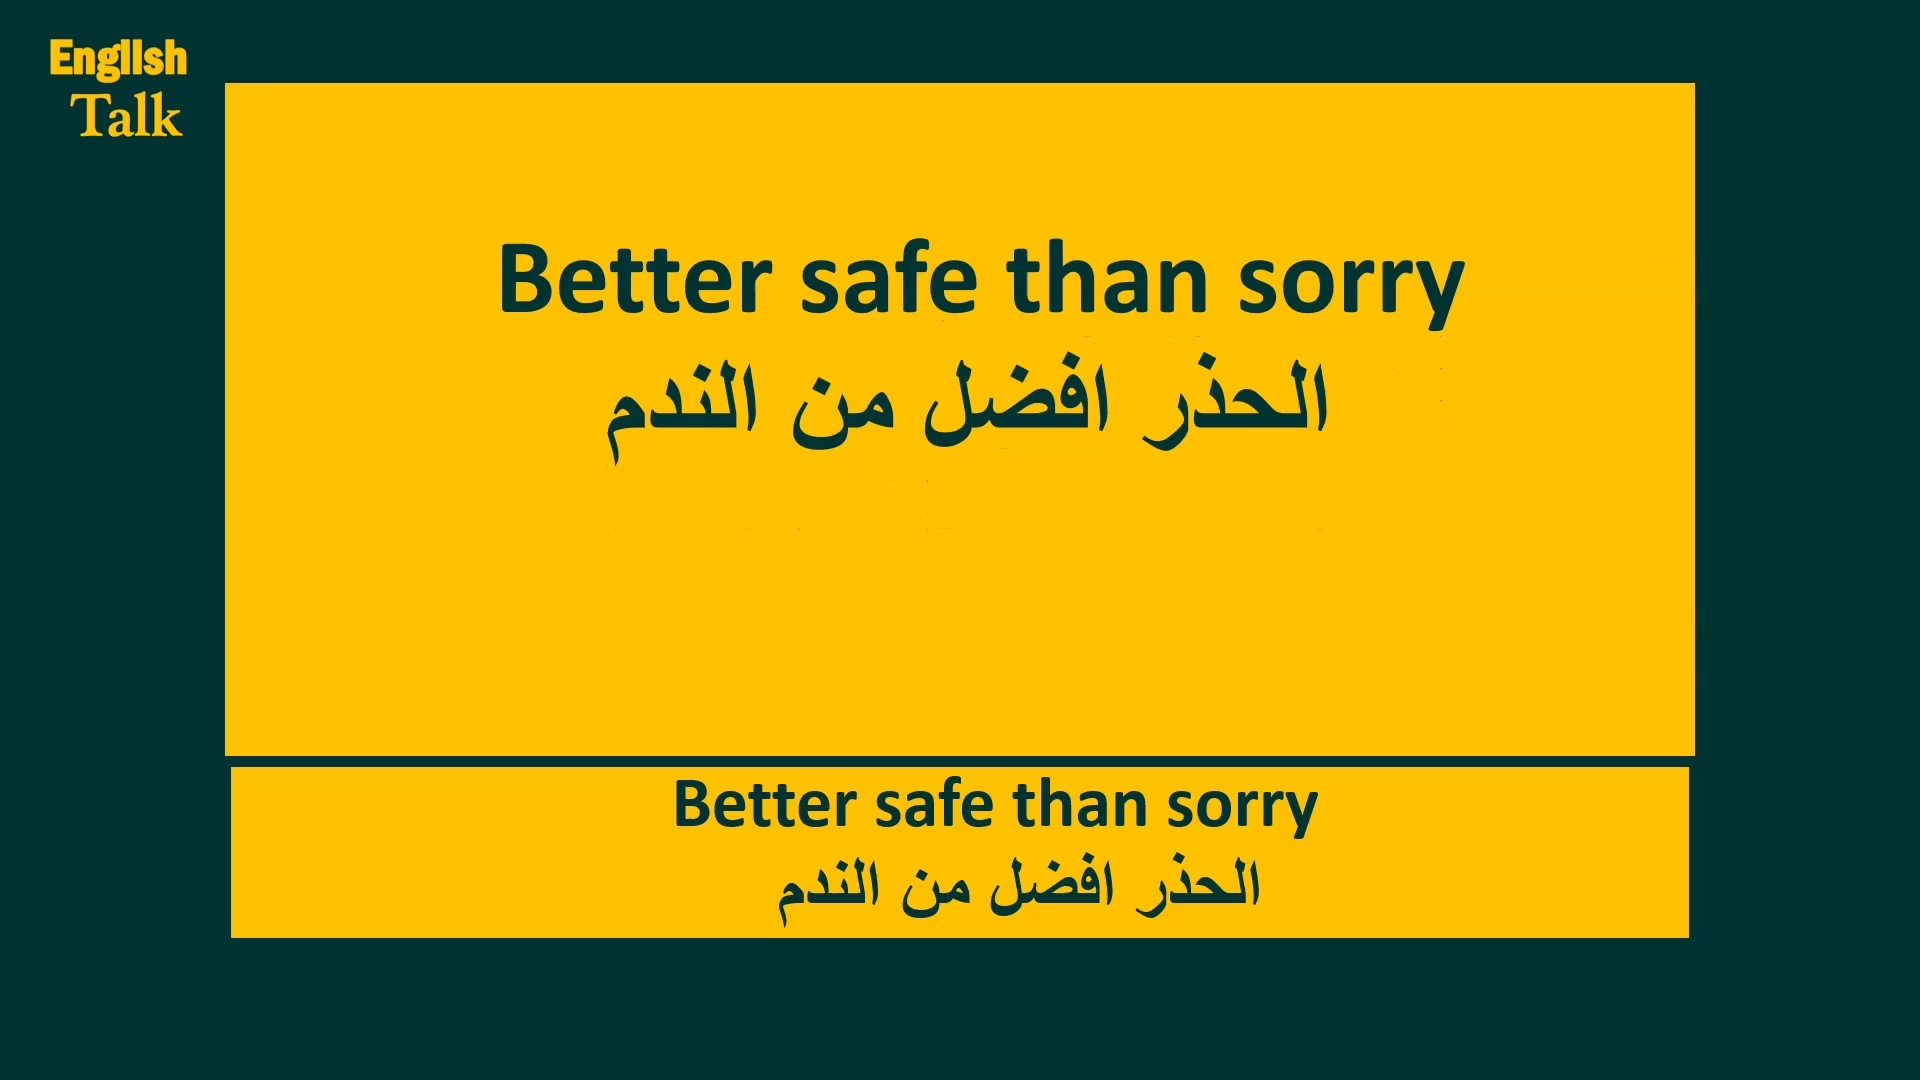 English
Talk
Better safe than sorry
الحذر افضل من الندم
Better safe than sorry
الحذر افضل من الندم